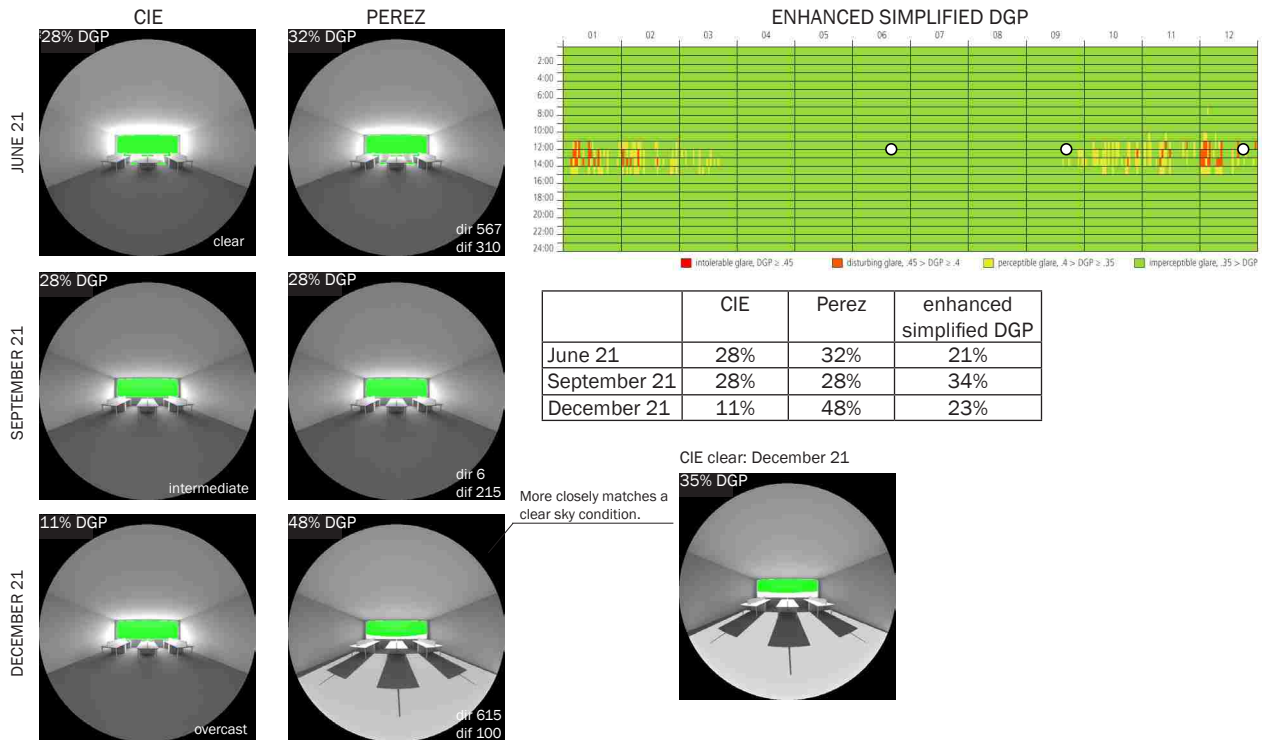 CIE
PEREZ
ENHANCED SIMPLIFIED DGP
JUNE 21
28% DGP
clear
32% DGP
dir 567
dif 310
01 02 03 04 05 06 07 08 09 10 11 12
2:00
4:00
6:00
8:00
10:00
12:00
14:00
16:00
18:00
20:00
22:00
24:00
intolerable glare, DGP ≥ .45
disturbing glare, .45 > DGP ≥ .4
perceptible glare, .4 > DGP ≥ .35
imperceptible glare, .35 > DGP
SEPTEMBER 21
28% DGP
intermediate
28% DGP
dir 6
dif 215
CIE Perez enhanced
simplified DGP
June 21 28% 32% 21%
September 21 28% 28% 34%
December 21 11% 48% 23%
DECEMBER 21
11% DGP
overcast
48% DGP
dir 615
dif 100
More closely matches a
clear sky condition.
CIE clear: December 21
35% DGP